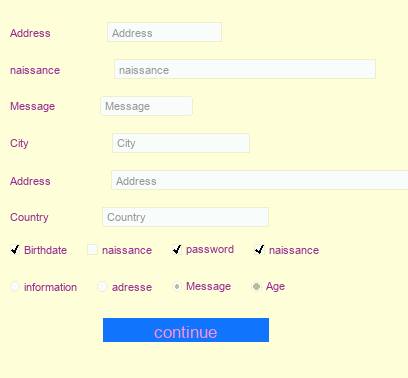 Address Address
naissance naissance
Message Message
City City
Address Address
Country Country
Birthdate naissance password naissance
information adresse Message Age
continue